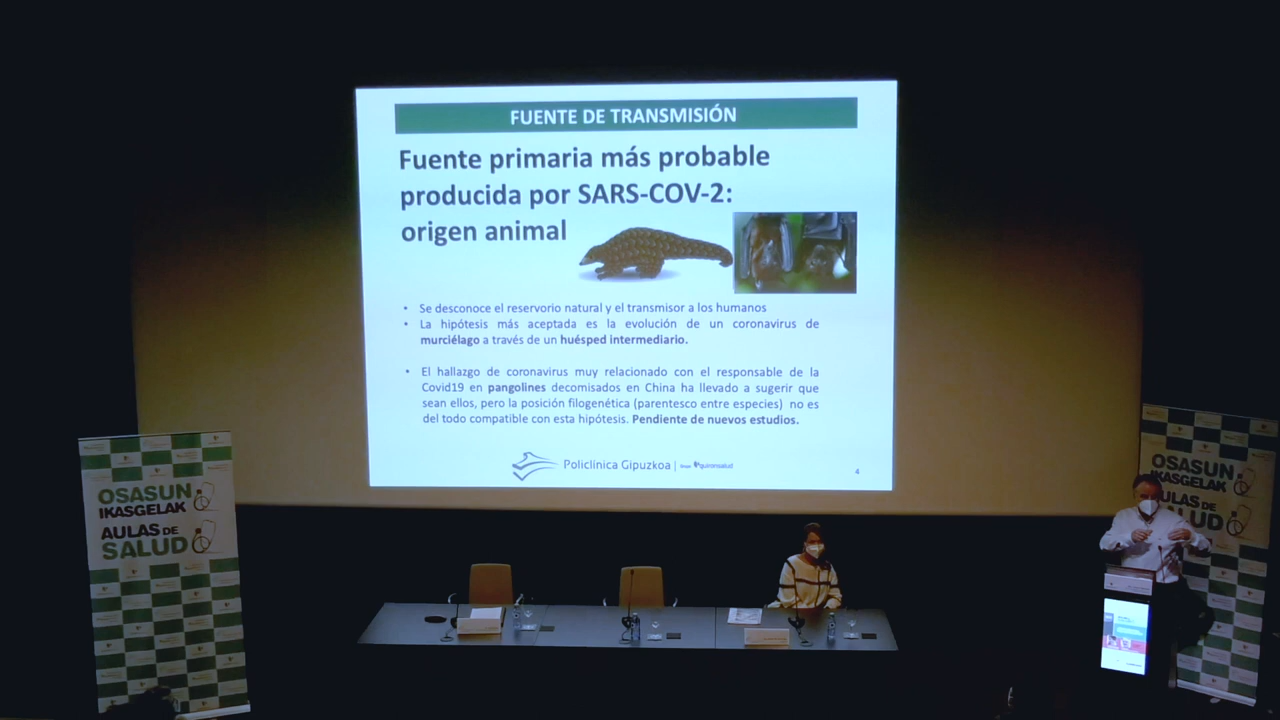 FUENTE DE TRANSMISIÓN
Fuente primaria más probable
producida por SARS-COV-2:
origen animal
• Se desconoce el reservorio natural y el transmisor a los humanos
• La hipótesis más aceptada es la evolución de un coronavirus de
murciélago a través de un huésped intermediario.
• El hallazgo de coronavirus muy relacionado con el responsable de la
Covid19 en pangolines decomisados en China ha llevado a sugerir que
sean ellos, pero la posición filogenética (parentesco entre especies) no es
del todo compatible con esta hipótesis. Pendiente de nuevos estudios.
Policlínica Gipuzkoa | Grupo quironsalud
4
OSASUN
IKASGELAK
AULAS DE
SALUD
OSASUN
IKASGELAK
AULAS DE
UD